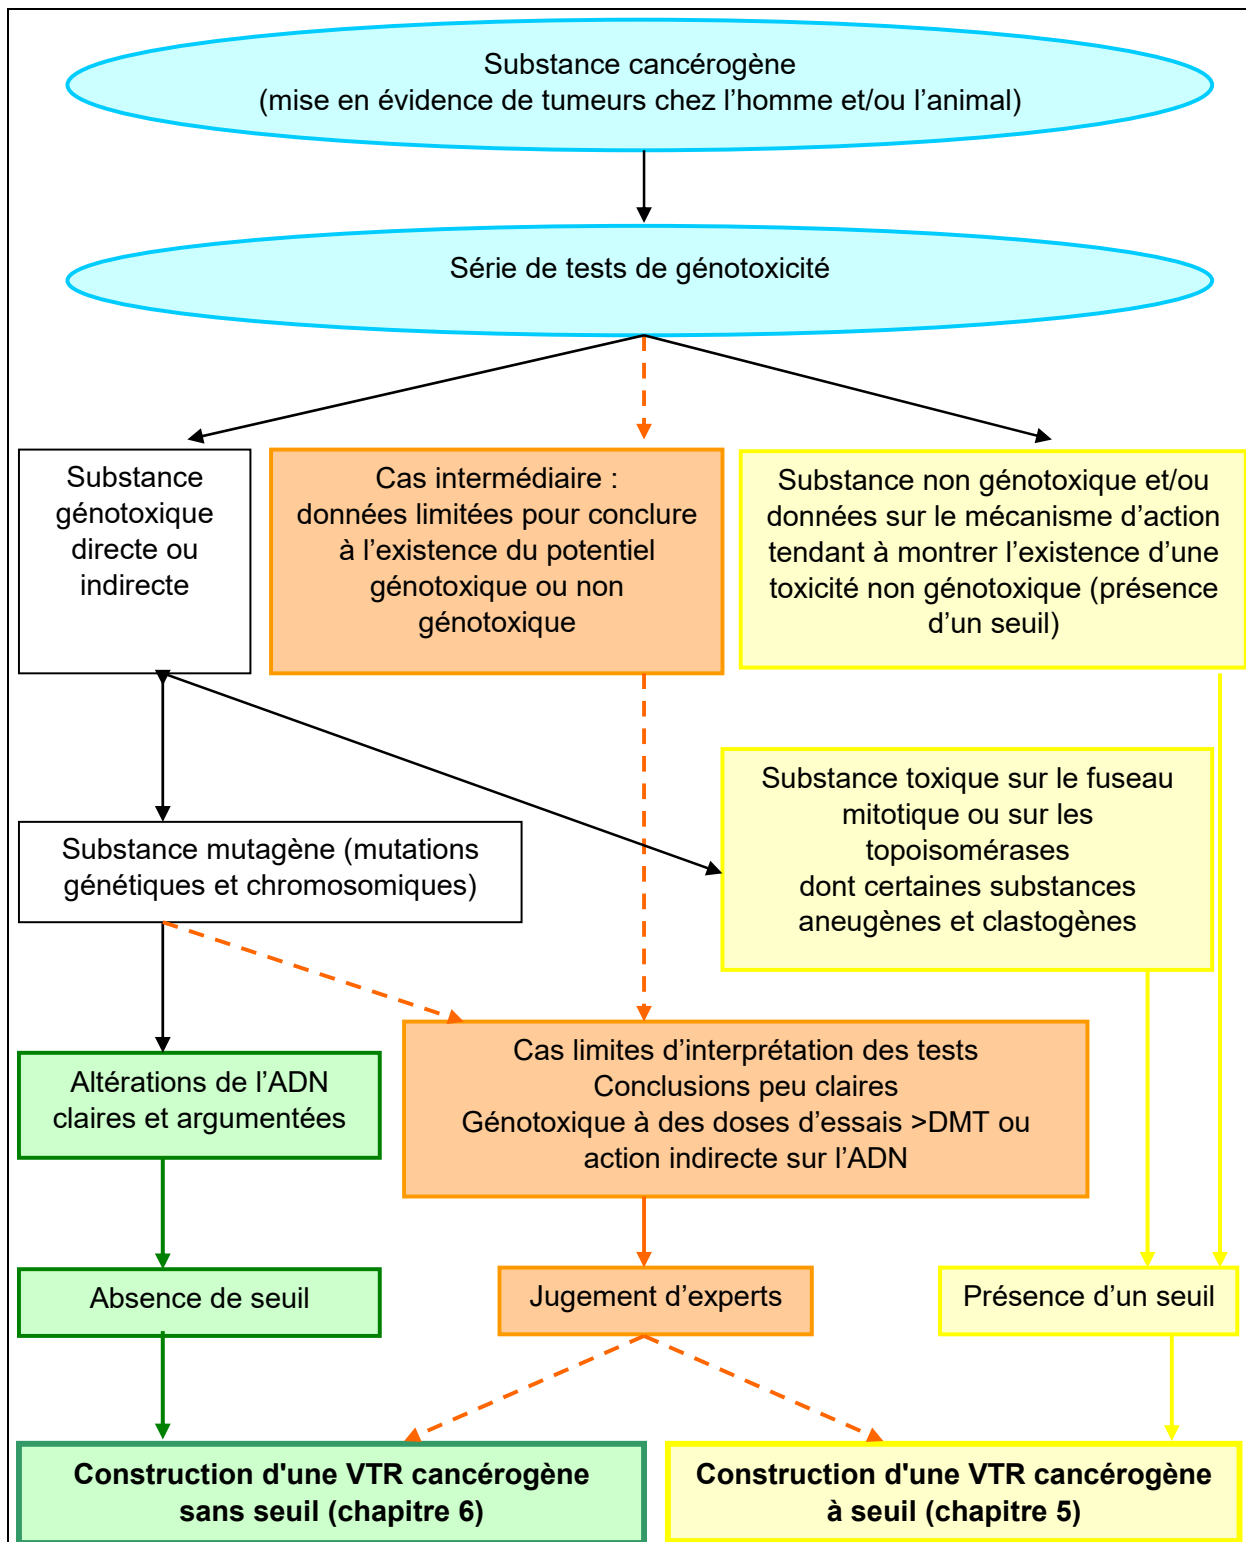 Substance cancérogène
(mise en évidence de tumeurs chez l’homme et/ou l’animal)
Série de tests de génotoxicité
Substance
génotoxique
directe ou
indirecte
Cas intermédiaire :
données limitées pour conclure
à l’existence du potentiel
génotoxique ou non
génotoxique
Substance non génotoxique et/ou
données sur le mécanisme d’action
tendant à montrer l’existence d’une
toxicité non génotoxique (présence
d’un seuil)
Substance toxique sur le fuseau
mitotique ou sur les
topoisomérases
dont certaines substances
aneugènes et clastogènes
Substance mutagène (mutations
génétiques et chromosomiques)
Cas limites d’interprétation des tests
Conclusions peu claires
Génotoxique à des doses d’essais >DMT ou
action indirecte sur l’ADN
Altérations de l’ADN
claires et argumentées
Absence de seuil
Jugement d’experts
Présence d’un seuil
Construction d'une VTR cancérogène
sans seuil (chapitre 6)
Construction d'une VTR cancérogène
à seuil (chapitre 5)